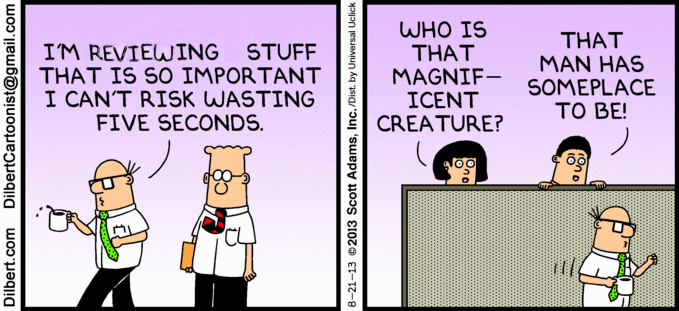 Dilbert.com DilbertCartoonist@gmail.com
I'M REVIEWING STUFF
THAT IS SO IMPORTANT
I CAN'T RISK WASTING
FIVE SECONDS.
8-21-13 ©2013 Scott Adams, Inc. /Dist. by Universal Uclick
WHO IS
THAT
MAGNIF-
ICENT
CREATURE?
THAT
MAN HAS
SOMEPLACE
TO BE!